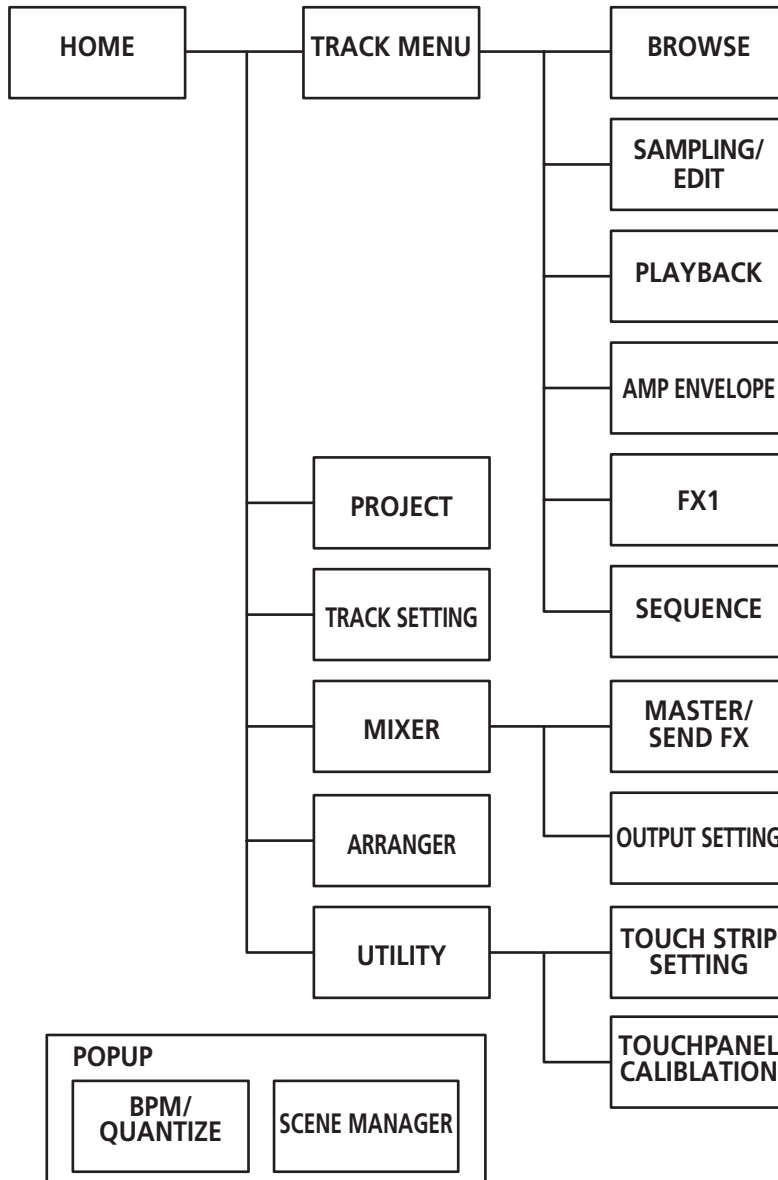 HOME
TRACK MENU
BROWSE
SAMPLING/
EDIT
PLAYBACK
AMP ENVELOPE
FX1
SEQUENCE
PROJECT
TRACK SETTING
MIXER
MASTER/
SEND FX
OUTPUT SETTING
ARRANGER
UTILITY
TOUCH STRIP
SETTING
TOUCHPANEL
CALIBLATION
POPUP
BPM/
QUANTIZE
SCENE MANAGER